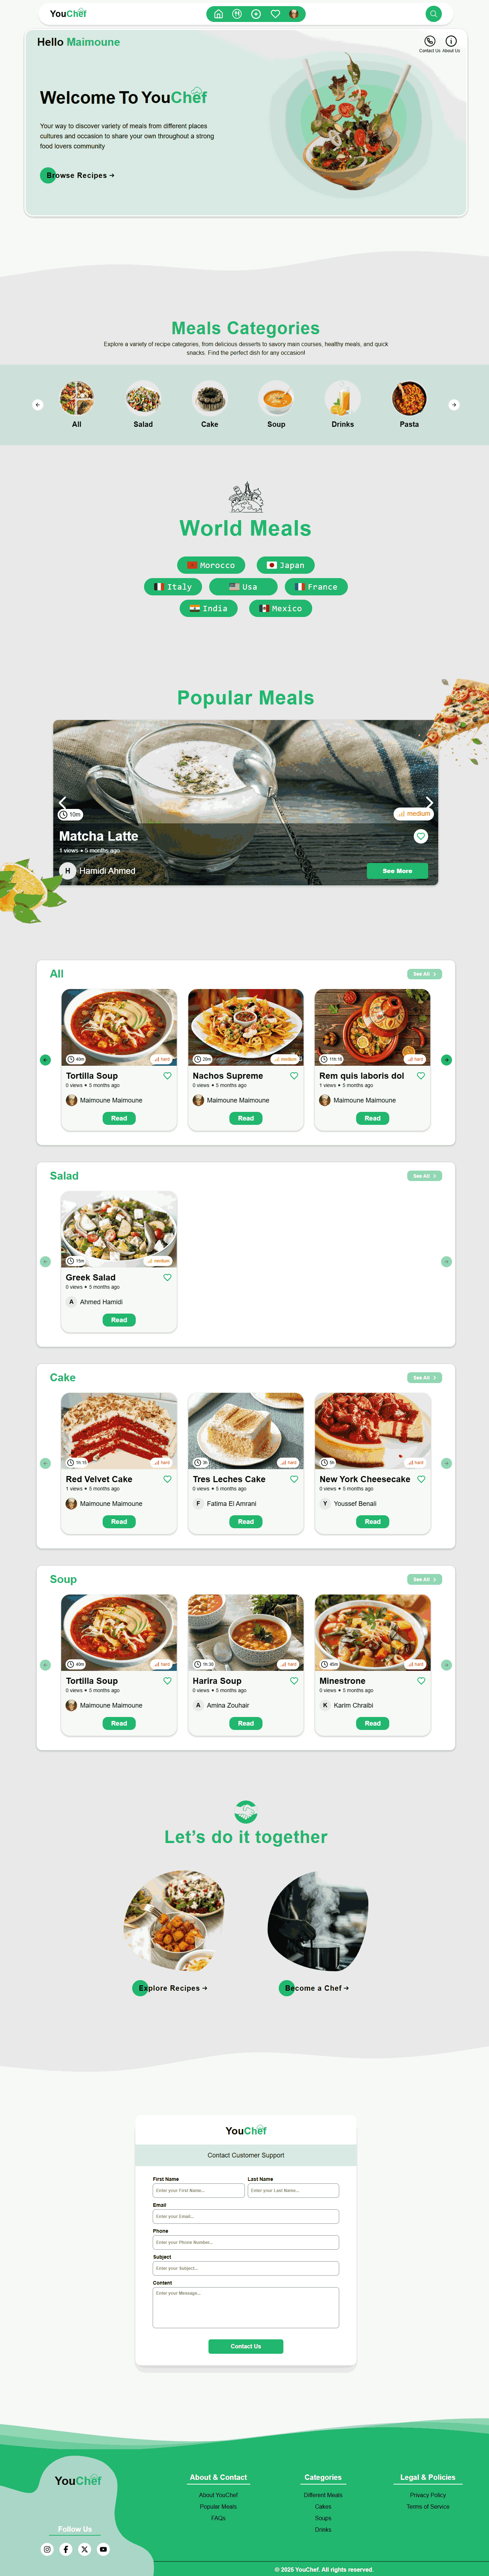 YouChef
Hello Maimoune
Contact Us About Us
Welcome To YouChef
Your way to discover variety of meals from different places
cultures and occasion to share your own throughout a strong
food lovers community
Browse Recipes →
Meals Categories
Explore a variety of recipe categories, from delicious desserts to savory main courses, healthy meals, and quick
snacks. Find the perfect dish for any occasion!
All Salad Cake Soup Drinks Pasta
World Meals
Morocco Japan
Italy Usa France
India Mexico
Popular Meals
10m medium
Matcha Latte
1 views • 5 months ago
H Hamidi Ahmed
See More
All See All >
40m hard 20m medium 11h:18 hard
Tortilla Soup Nachos Supreme Rem quis laboris dol
0 views • 5 months ago 0 views • 5 months ago 1 views • 5 months ago
Maimoune Maimoune Maimoune Maimoune Maimoune Maimoune
Read Read Read
Salad See All >
15m medium
Greek Salad
0 views • 5 months ago
A Ahmed Hamidi
Read
Cake See All >
1h:15 hard 3h hard 5h hard
Red Velvet Cake Tres Leches Cake New York Cheesecake
1 views • 5 months ago 0 views • 5 months ago 0 views • 5 months ago
Maimoune Maimoune F Fatima El Amrani Y Youssef Benali
Read Read Read
Soup See All >
40m hard 1h:30 hard 45m hard
Tortilla Soup Harira Soup Minestrone
0 views • 5 months ago 0 views • 5 months ago 0 views • 5 months ago
Maimoune Maimoune A Amina Zouhair K Karim Chraibi
Read Read Read
Let's do it together
Explore Recipes → Become a Chef →
YouChef
Contact Customer Support
First Name Last Name
Enter your First Name... Enter your Last Name...
Email
Enter your Email...
Phone
Enter your Phone Number...
Subject
Enter your Subject...
Content
Enter your Message...
Contact Us
YouChef
Follow Us
About & Contact
About YouChef
Popular Meals
FAQs
Categories
Different Meals
Cakes
Soups
Drinks
Legal & Policies
Privacy Policy
Terms of Service
© 2025 YouChef. All rights reserved.